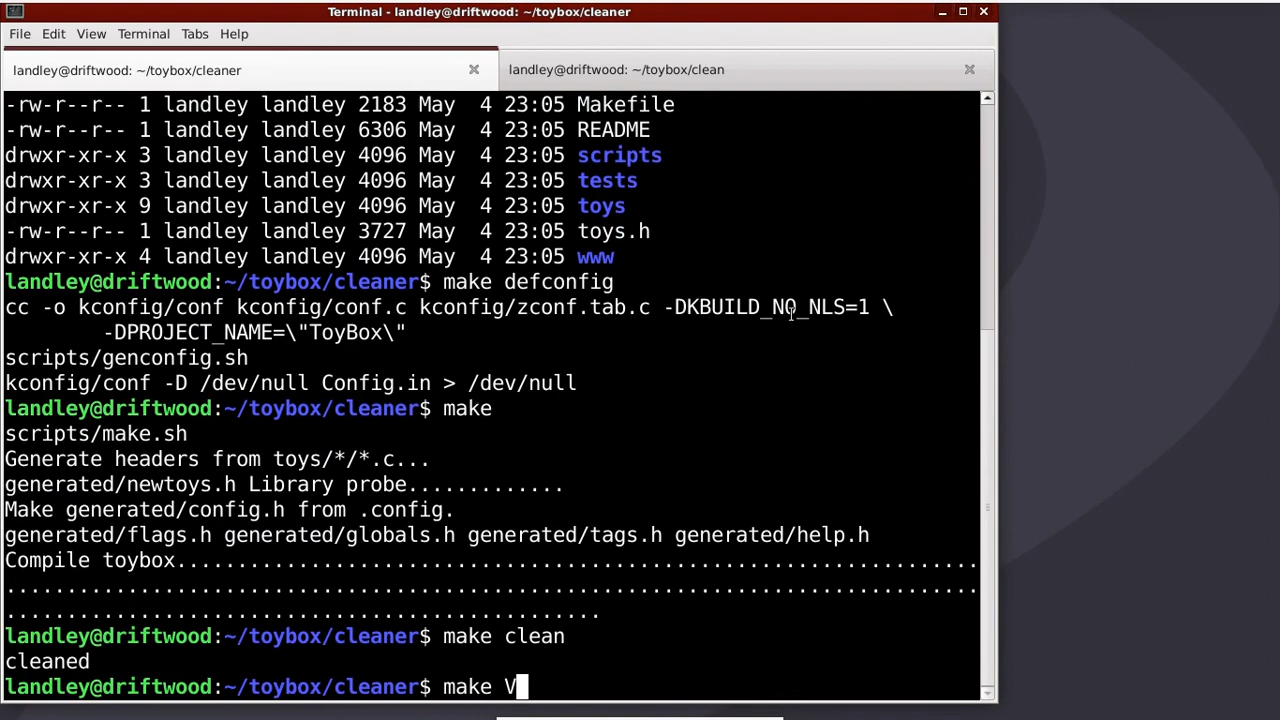 Terminal - landley@driftwood: ~/toybox/cleaner
File Edit View Terminal Tabs Help
landley@driftwood: ~/toybox/cleaner landley@driftwood: ~/toybox/clean
-rw-r--r-- 1 landley landley 2183 May  4 23:05 Makefile
-rw-r--r-- 1 landley landley 6306 May  4 23:05 README
drwxr-xr-x 3 landley landley 4096 May  4 23:05 scripts
drwxr-xr-x 3 landley landley 4096 May  4 23:05 tests
drwxr-xr-x 9 landley landley 4096 May  4 23:05 toys
-rw-r--r-- 1 landley landley 3727 May  4 23:05 toys.h
drwxr-xr-x 4 landley landley 4096 May  4 23:05 www
landley@driftwood:~/toybox/cleaner$ make defconfig
cc -o kconfig/conf kconfig/conf.c kconfig/zconf.tab.c -DKBUILD_NO_NLS=1 \
        -DPROJECT_NAME=\"ToyBox\"
scripts/genconfig.sh
kconfig/conf -D /dev/null Config.in > /dev/null
landley@driftwood:~/toybox/cleaner$ make
scripts/make.sh
Generate headers from toys/*/*.c...
generated/newtoys.h Library probe.............
Make generated/config.h from .config.
generated/flags.h generated/globals.h generated/tags.h generated/help.h
Compile toybox..................................................................
................................................................................
.................................................
landley@driftwood:~/toybox/cleaner$ make clean
cleaned
landley@driftwood:~/toybox/cleaner$ make V